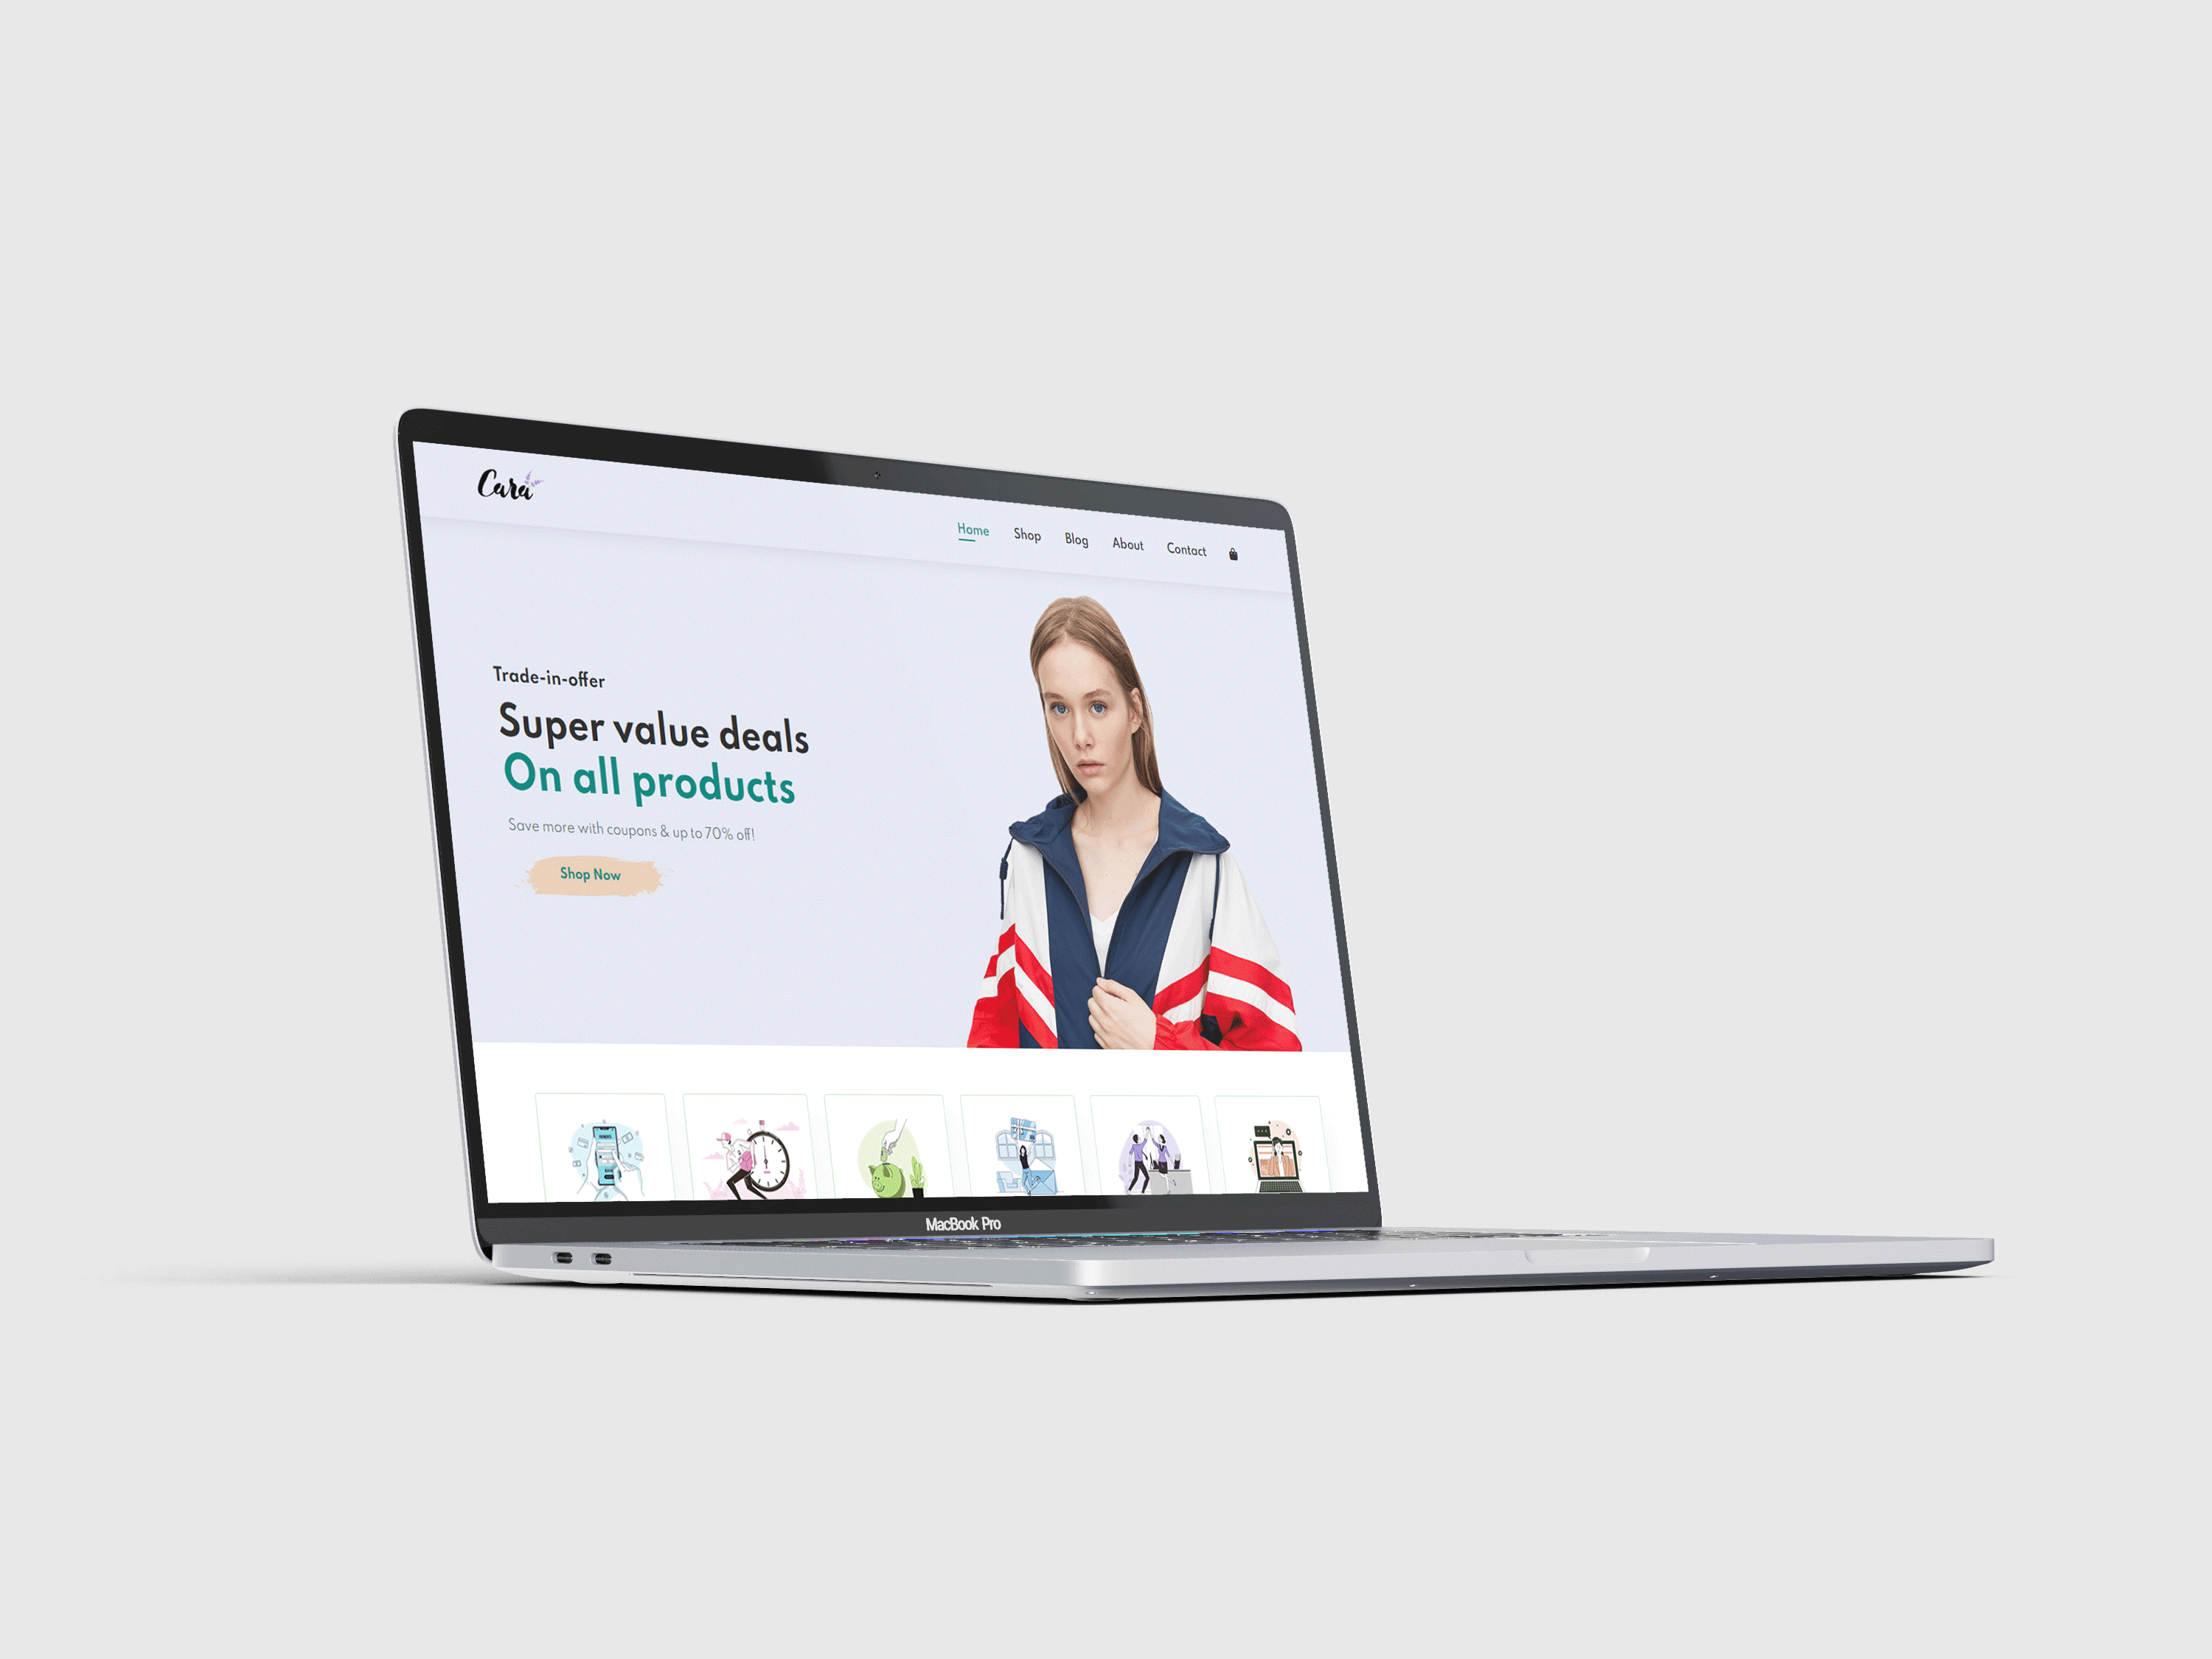 Cara
Home Shop Blog About Contact
Trade-in-offer
Super value deals
On all products
Save more with coupons & up to 70% off!
Shop Now
MacBook Pro